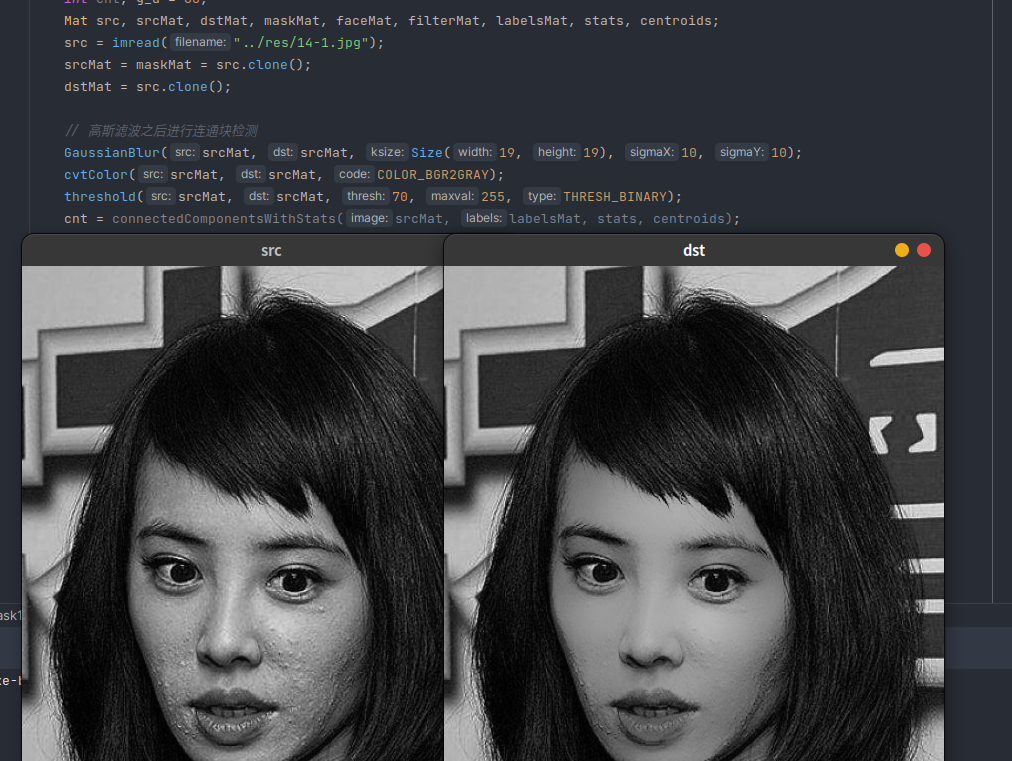 int cnt, g_d = 80;
Mat src, srcMat, dstMat, maskMat, faceMat, filterMat, labelsMat, stats, centroids;
src = imread( filename: "../res/14-1.jpg");
srcMat = maskMat = src.clone();
dstMat = src.clone();
// 高斯滤波之后进行连通块检测
GaussianBlur( src: srcMat, dst: srcMat, ksize: Size( width: 19, height: 19), sigmaX: 10, sigmaY: 10);
cvtColor( src: srcMat, dst: srcMat, code: COLOR_BGR2GRAY);
threshold( src: srcMat, dst: srcMat, thresh: 70, maxval: 255, type: THRESH_BINARY);
cnt = connectedComponentsWithStats( image: srcMat, labels: labelsMat, stats, centroids);
src
dst